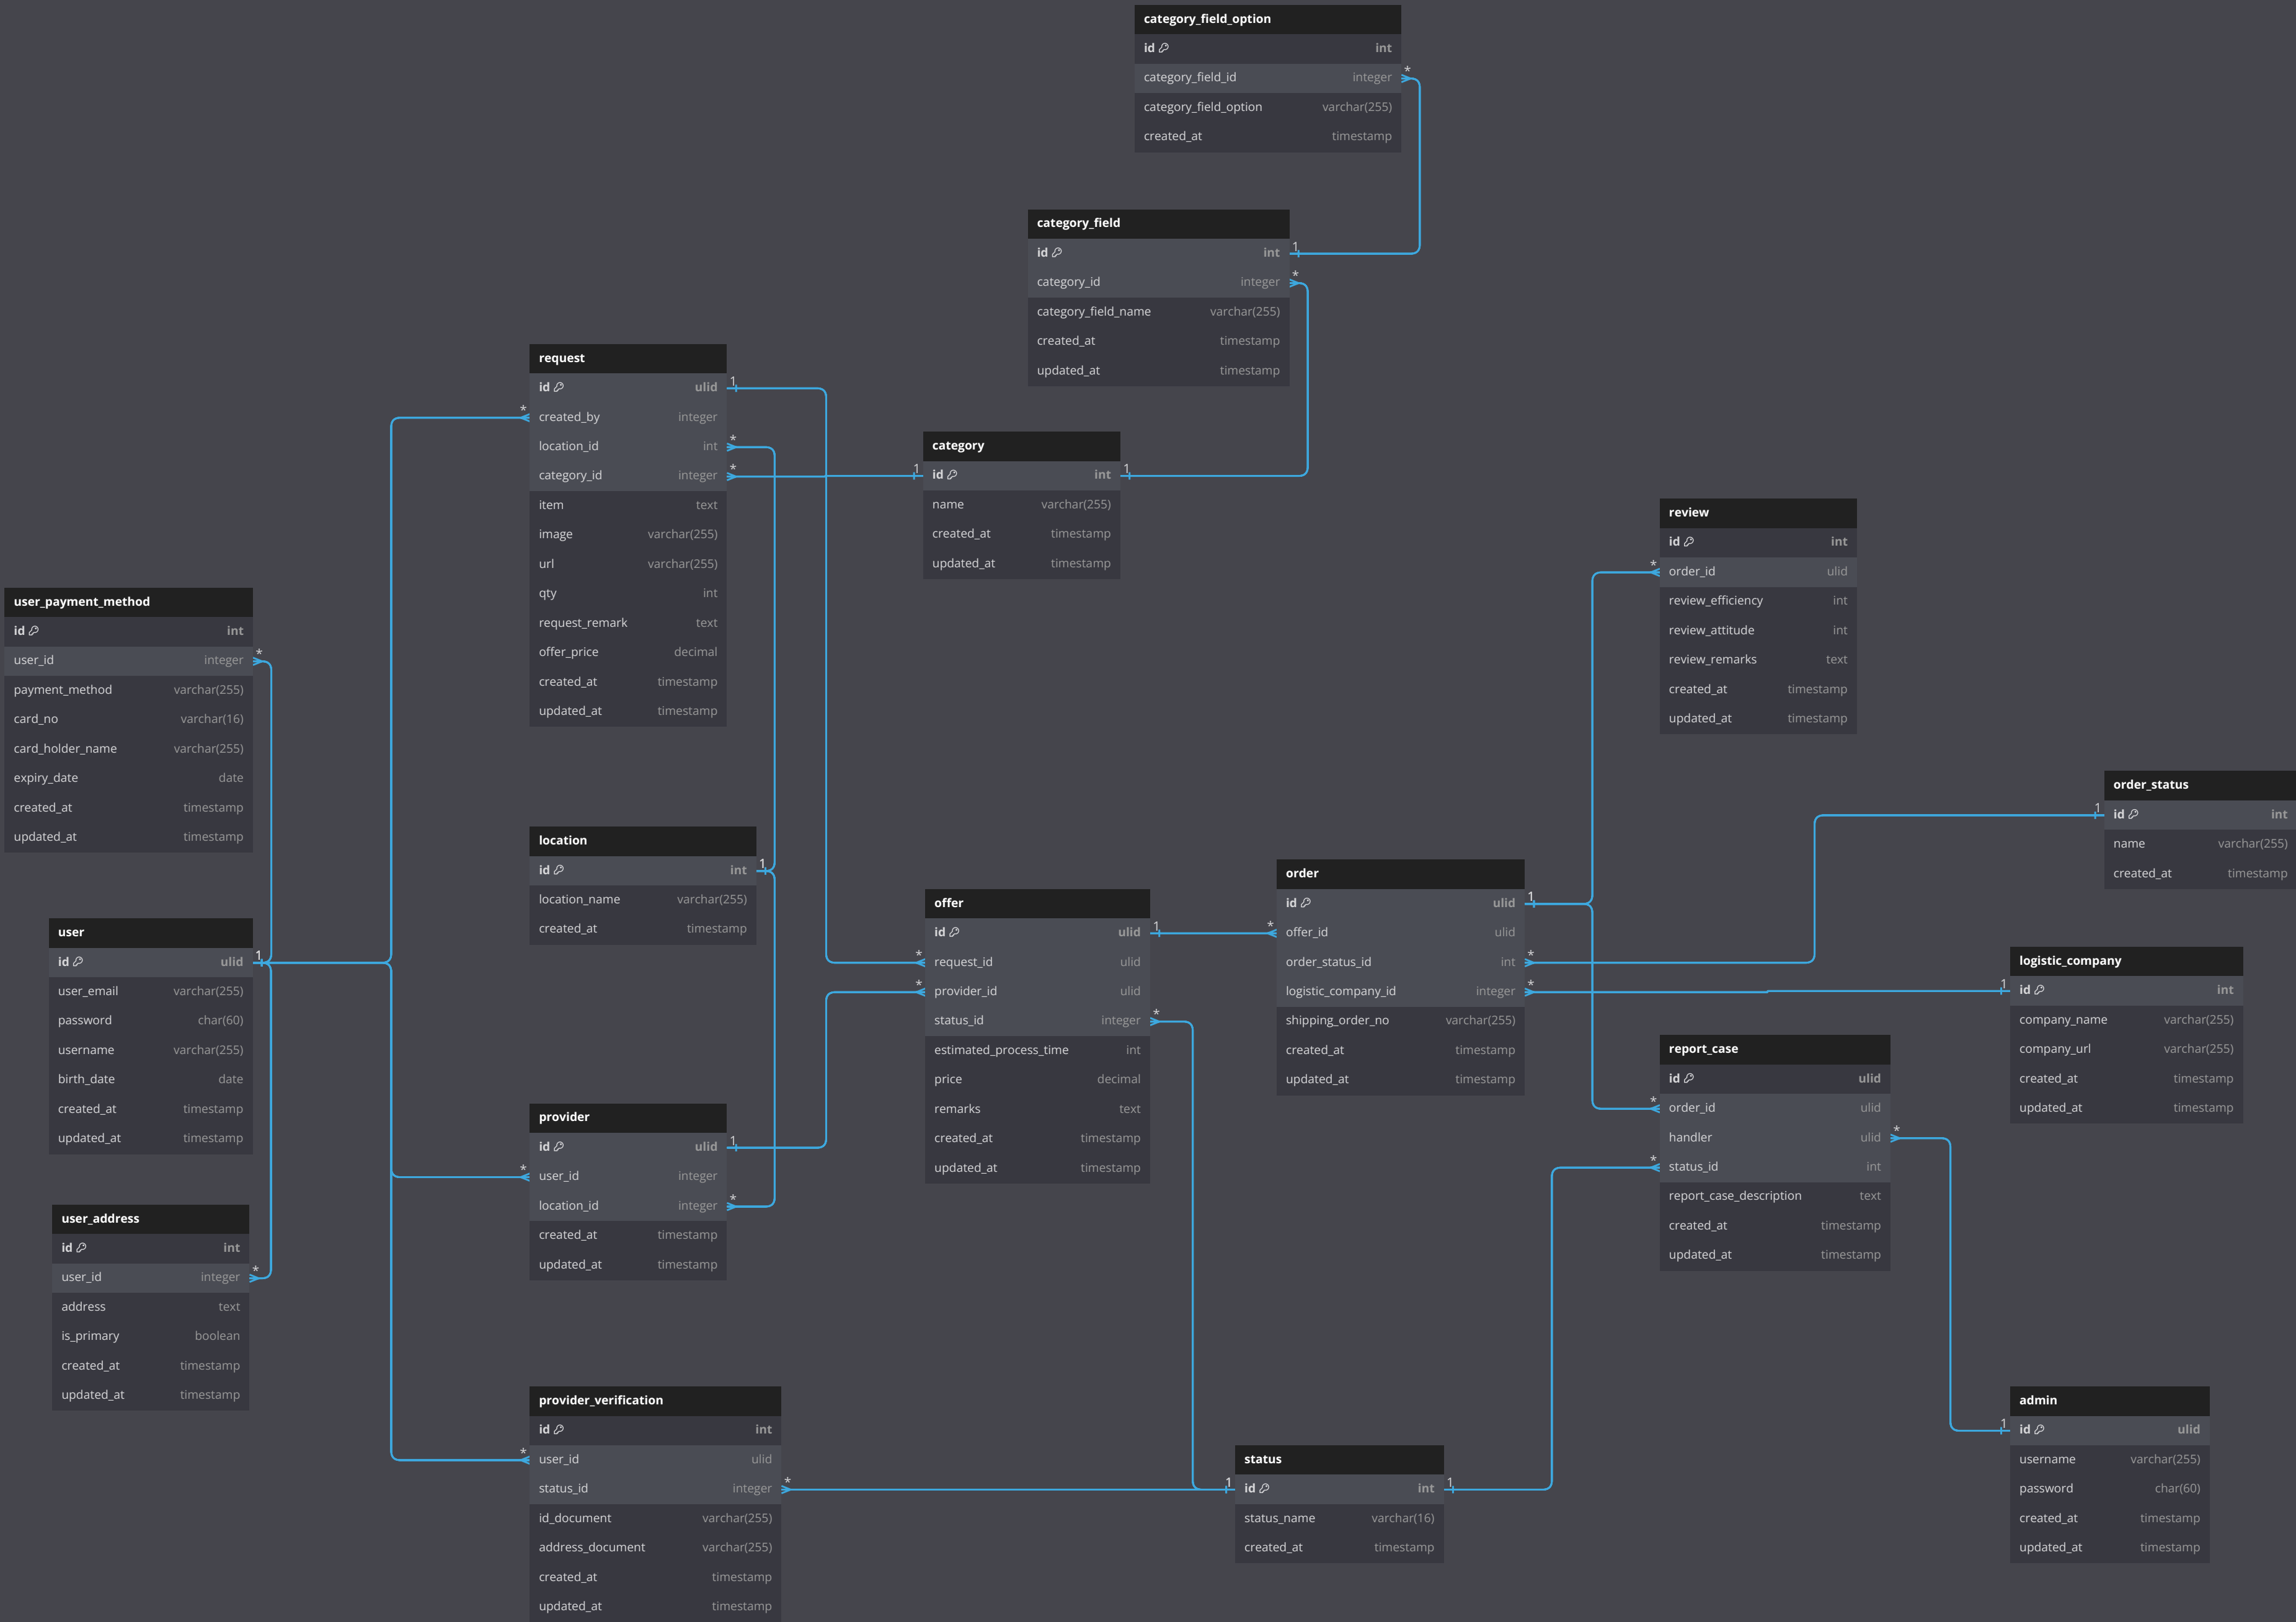 category_field_option
id int
category_field_id integer
category_field_option varchar(255)
created_at timestamp
category_field
id int
category_id integer
category_field_name varchar(255)
created_at timestamp
updated_at timestamp
request
id ulid
created_by integer
location_id int
category_id integer
item text
image varchar(255)
url varchar(255)
qty int
request_remark text
offer_price decimal
created_at timestamp
updated_at timestamp
category
id int
name varchar(255)
created_at timestamp
updated_at timestamp
review
id int
order_id ulid
review_efficiency int
review_attitude int
review_remarks text
created_at timestamp
updated_at timestamp
user_payment_method
id int
user_id integer
payment_method varchar(255)
card_no varchar(16)
card_holder_name varchar(255)
expiry_date date
created_at timestamp
updated_at timestamp
order_status
id int
name varchar(255)
created_at timestamp
location
id int
location_name varchar(255)
created_at timestamp
order
id ulid
offer_id ulid
order_status_id int
logistic_company_id integer
shipping_order_no varchar(255)
created_at timestamp
updated_at timestamp
offer
id ulid
request_id ulid
provider_id ulid
status_id integer
estimated_process_time int
price decimal
remarks text
created_at timestamp
updated_at timestamp
user
id ulid
user_email varchar(255)
password char(60)
username varchar(255)
birth_date date
created_at timestamp
updated_at timestamp
logistic_company
id int
company_name varchar(255)
company_url varchar(255)
created_at timestamp
updated_at timestamp
report_case
id ulid
order_id ulid
handler ulid
status_id int
report_case_description text
created_at timestamp
updated_at timestamp
provider
id ulid
user_id integer
location_id integer
created_at timestamp
updated_at timestamp
user_address
id int
user_id integer
address text
is_primary boolean
created_at timestamp
updated_at timestamp
provider_verification
id int
user_id ulid
status_id integer
id_document varchar(255)
address_document varchar(255)
created_at timestamp
updated_at timestamp
status
id int
status_name varchar(16)
created_at timestamp
admin
id ulid
username varchar(255)
password char(60)
created_at timestamp
updated_at timestamp